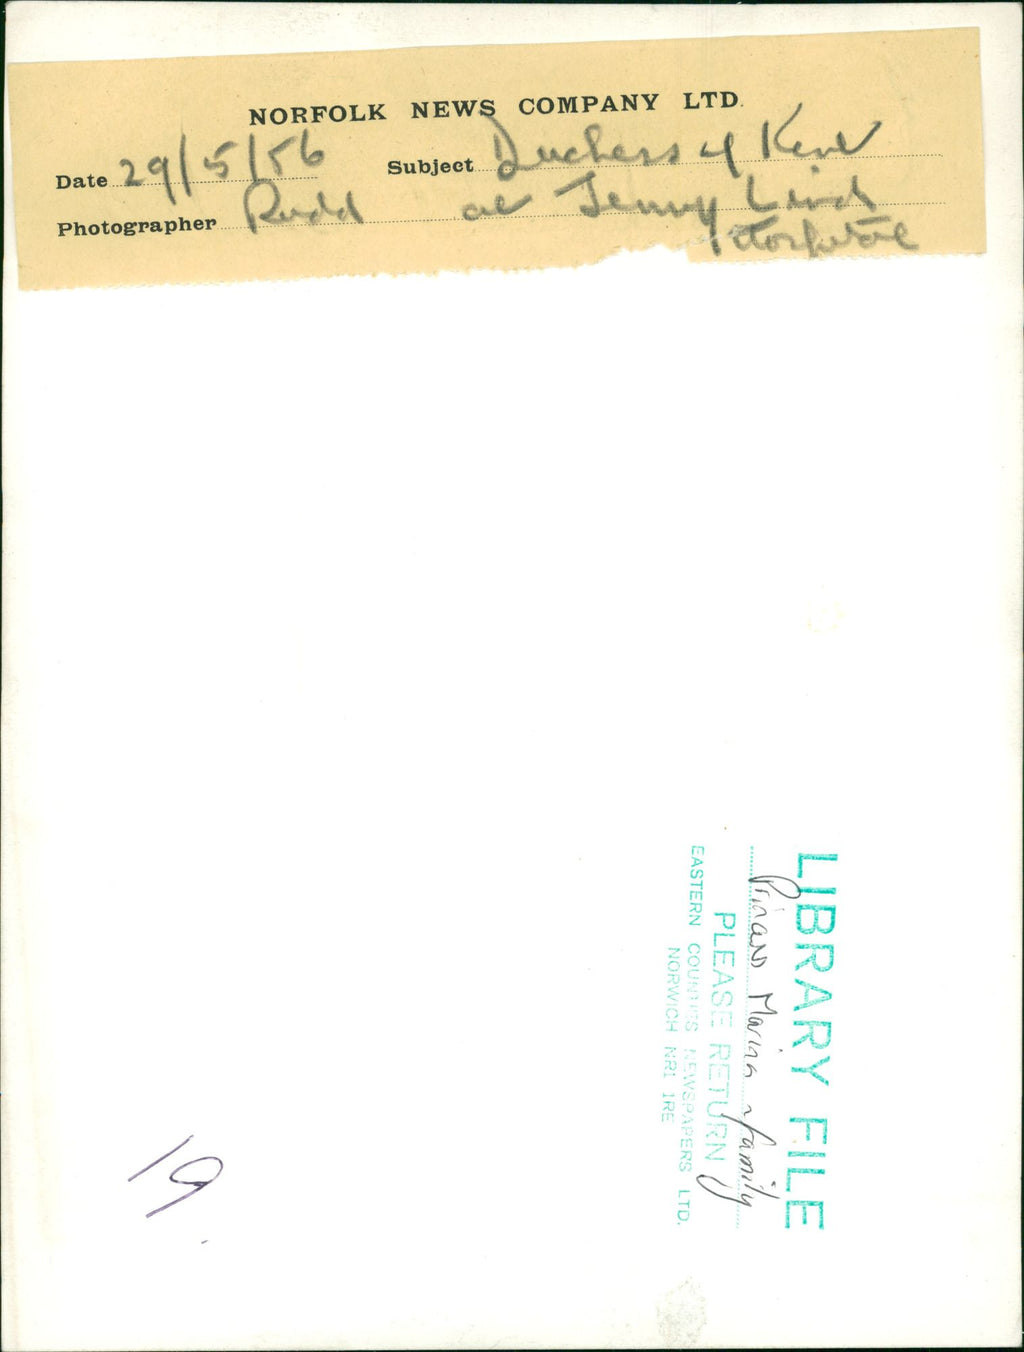 NORFOLK NEWS COMPANY LTD.
Date 29/5/56 Subject Duchess of Kent
Photographer Rudd at Jenny Lind
Hospital
LIBRARY FILE
Princess Marina + family
PLEASE RETURN
EASTERN COUNTIES NEWSPAPERS LTD.
NORWICH NR1 1RE
19